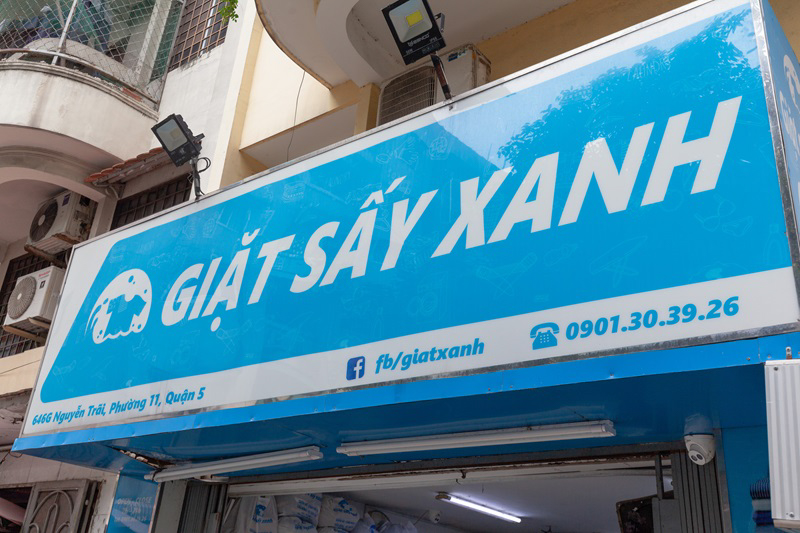 GIẶT SẤY XANH
646G Nguyễn Trãi, Phường 11, Quận 5
fb/giatxanh
0901.30.39.26